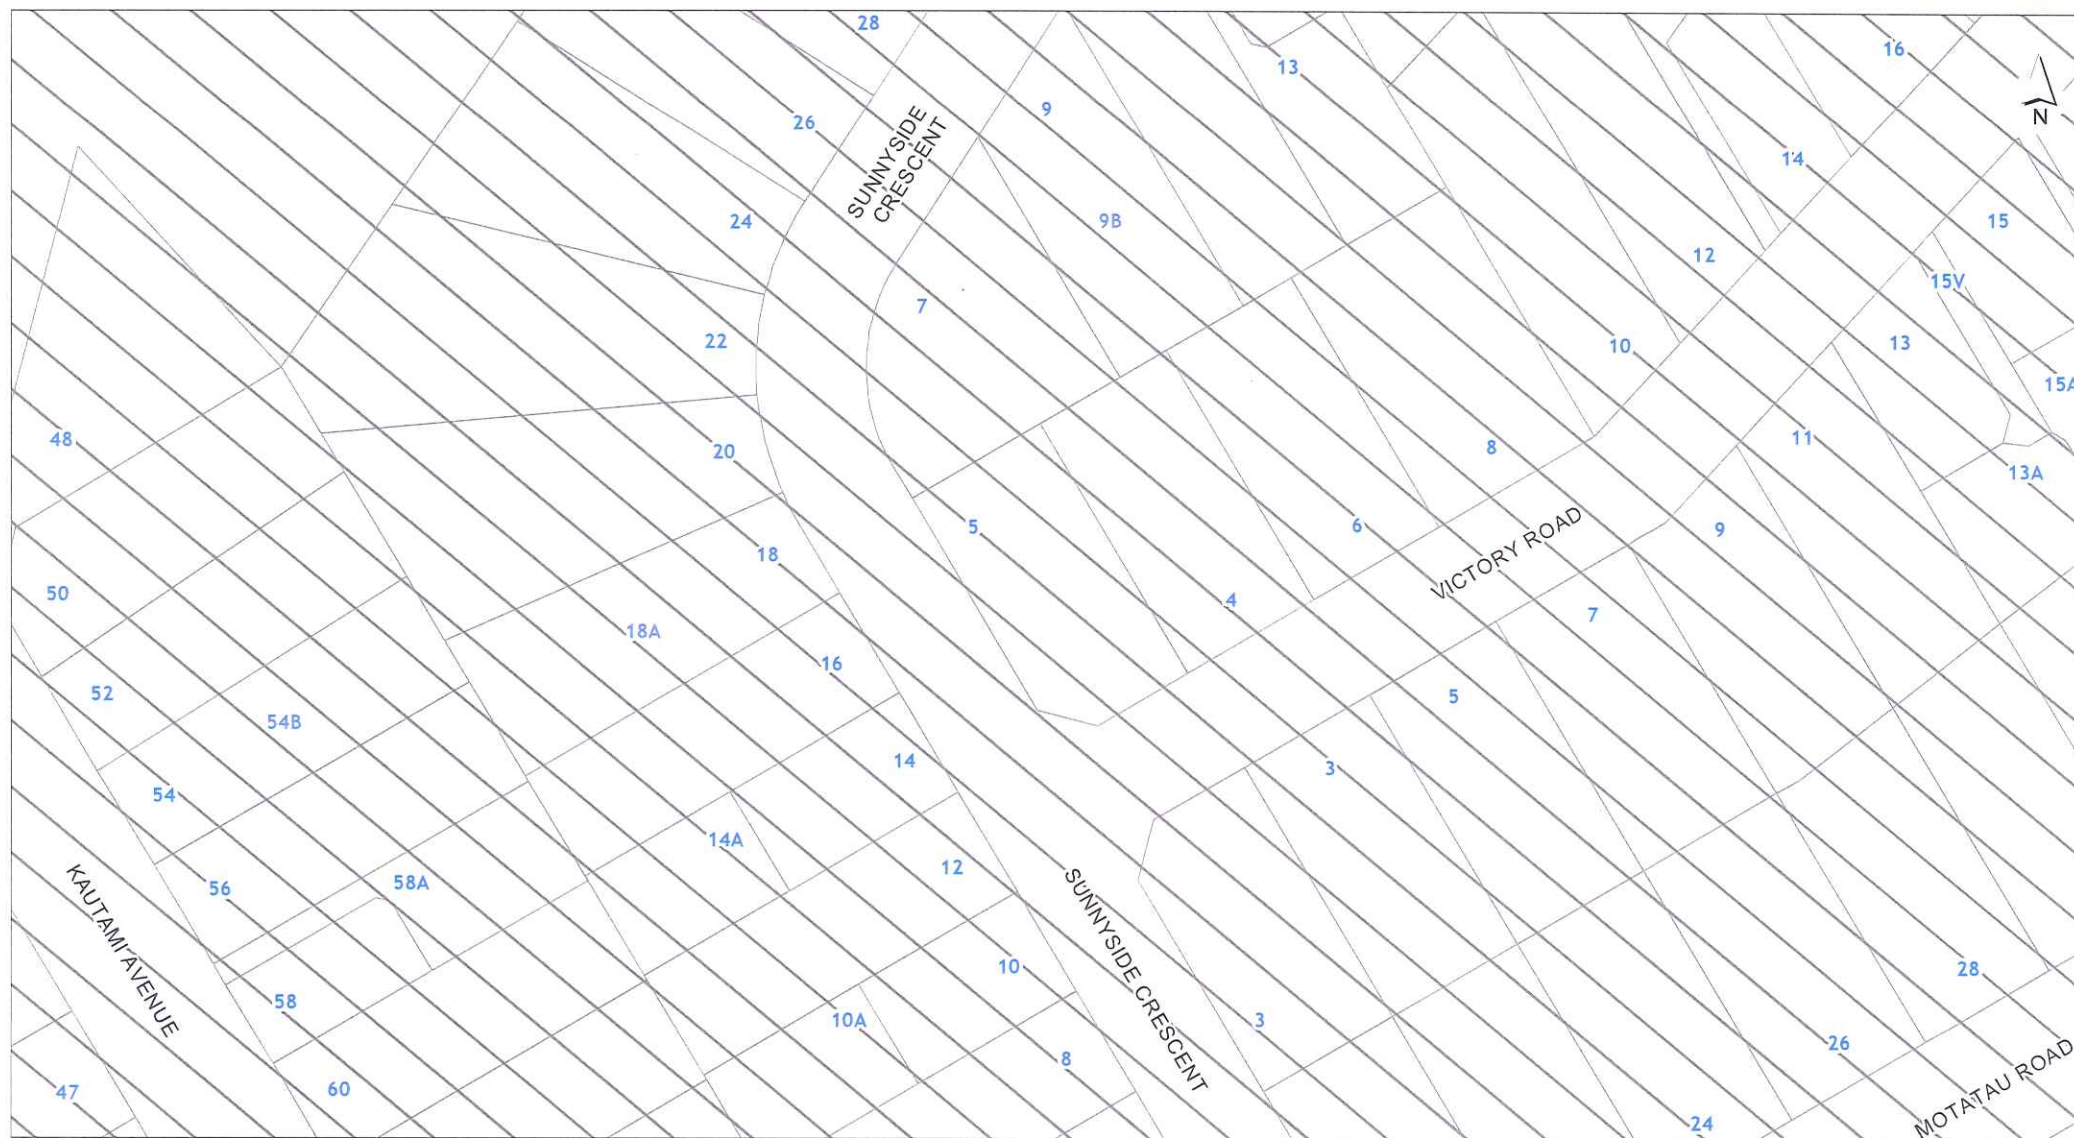 28
16
13
9
N
26
SUNNYSIDE
CRESCENT
14
24
9B
15
12
15V
7
22
10
13
15A
48
20
8
11
13A
5
6
VICTORY ROAD
9
18
50
4
7
18A
16
52
54B
5
14
3
54
14A
12
56
58A
KAUTAMI AVENUE
SUNNYSIDE CRESCENT
10
28
58
10A
3
26
8
60
47
MOTATAU ROAD
24